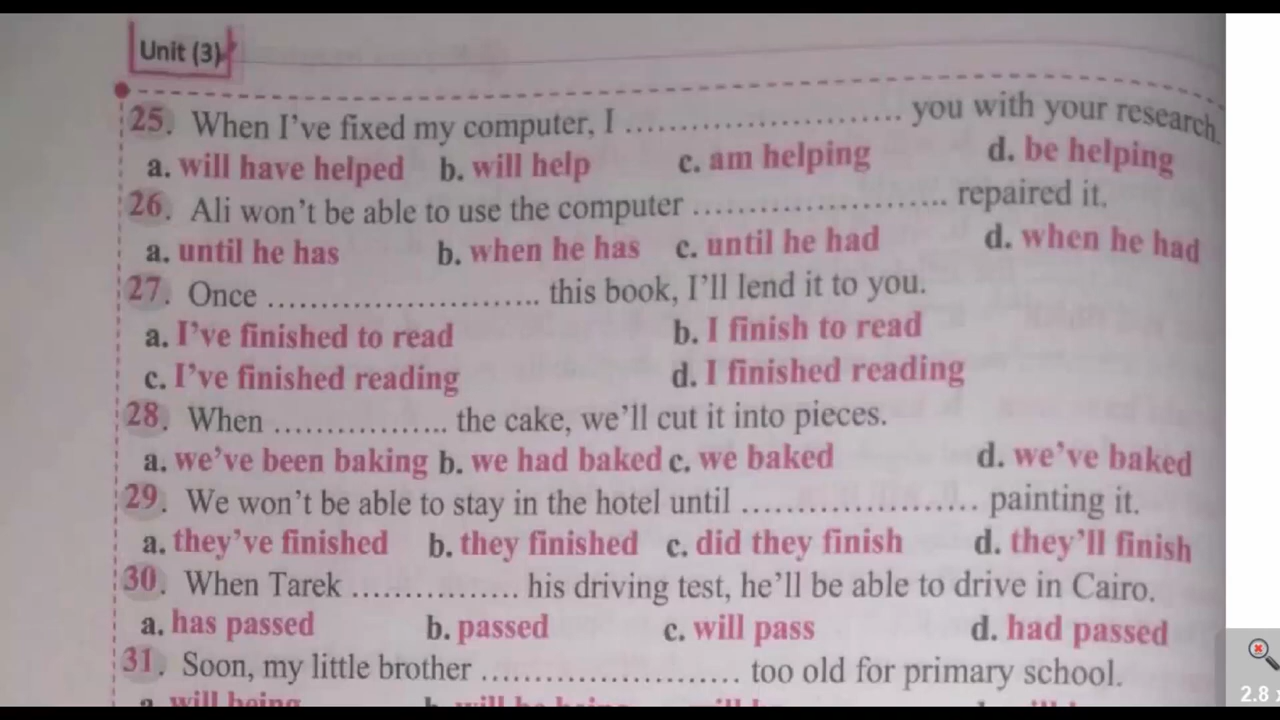 Unit (3)
25. When I've fixed my computer, I .............................. you with your research.
a. will have helped b. will help c. am helping d. be helping
26. Ali won't be able to use the computer ........................... repaired it.
a. until he has b. when he has c. until he had d. when he had
27. Once ............................. this book, I'll lend it to you.
a. I've finished to read b. I finish to read
c. I've finished reading d. I finished reading
28. When .................. the cake, we'll cut it into pieces.
a. we've been baking b. we had baked c. we baked d. we've baked
29. We won't be able to stay in the hotel until ......................... painting it.
a. they've finished b. they finished c. did they finish d. they'll finish
30. When Tarek ................. his driving test, he'll be able to drive in Cairo.
a. has passed b. passed c. will pass d. had passed
31. Soon, my little brother ........................... too old for primary school.
a. will being b. will be being
2.8